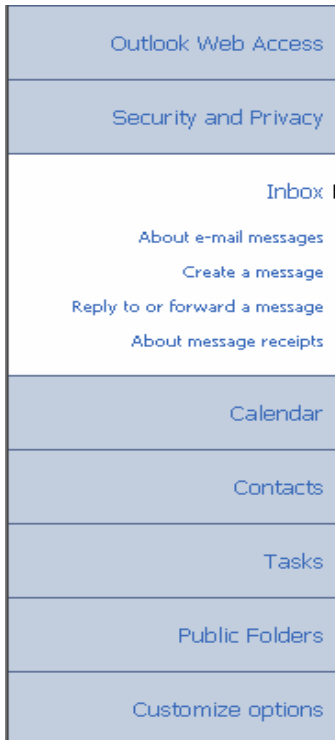 Outlook Web Access
Security and Privacy
Inbox
About e-mail messages
Create a message
Reply to or forward a message
About message receipts
Calendar
Contacts
Tasks
Public Folders
Customize options